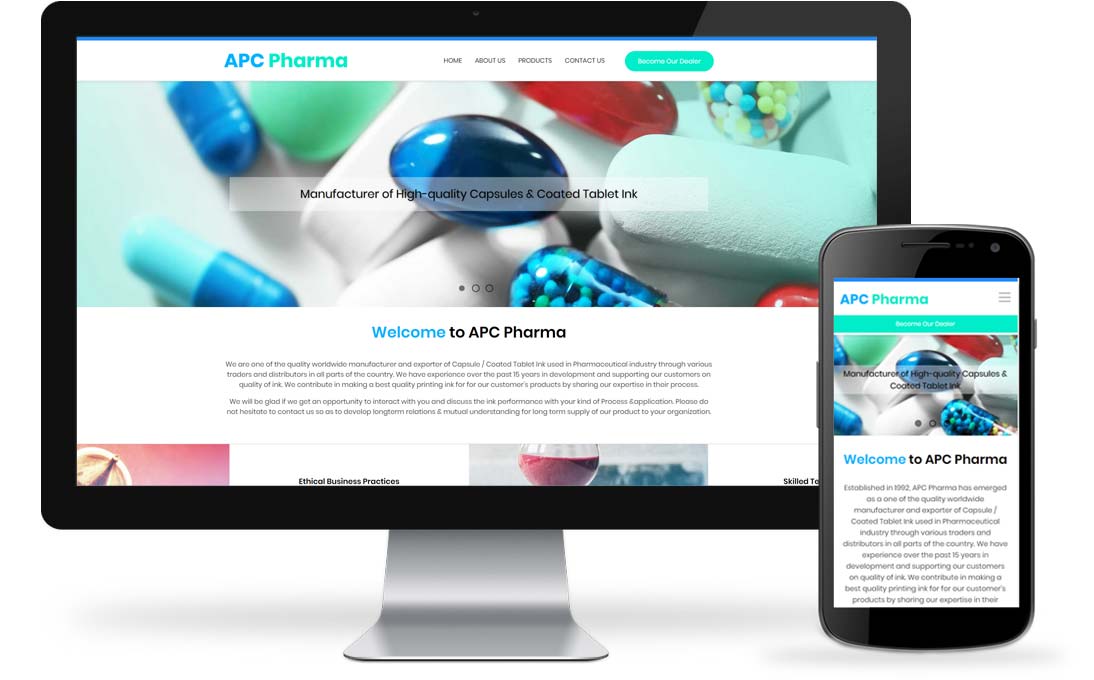 APC Pharma
HOME ABOUT US PRODUCTS CONTACT US Become Our Dealer
Manufacturer of High-quality Capsules & Coated Tablet Ink
Welcome to APC Pharma
We are one of the quality worldwide manufacturer and exporter of Capsule / Coated Tablet Ink used in Pharmaceutical industry through various
traders and distributors in all parts of the country. We have experience over the past 15 years in development and supporting our customers on
quality of ink. We contribute in making a best quality printing ink for for our customer's products by sharing our expertise in their process.
We will be glad if we get an opportunity to interact with you and discuss the ink performance with your kind of Process &application. Please do
not hesitate to contact us so as to develop longterm relations & mutual understanding for long term supply of our product to your organization.
Ethical Business Practices
Skilled Te
APC Pharma
Become Our Dealer
Manufacturer of High-quality Capsules &
Coated Tablet Ink
Welcome to APC Pharma
Established in 1992, APC Pharma has emerged
as a one of the quality worldwide
manufacturer and exporter of Capsule /
Coated Tablet Ink used in Pharmaceutical
industry through various traders and
distributors in all parts of the country. We have
experience over the past 15 years in
development and supporting our customers
on quality of ink. We contribute in making a
best quality printing ink for for our customer's
products by sharing our expertise in their